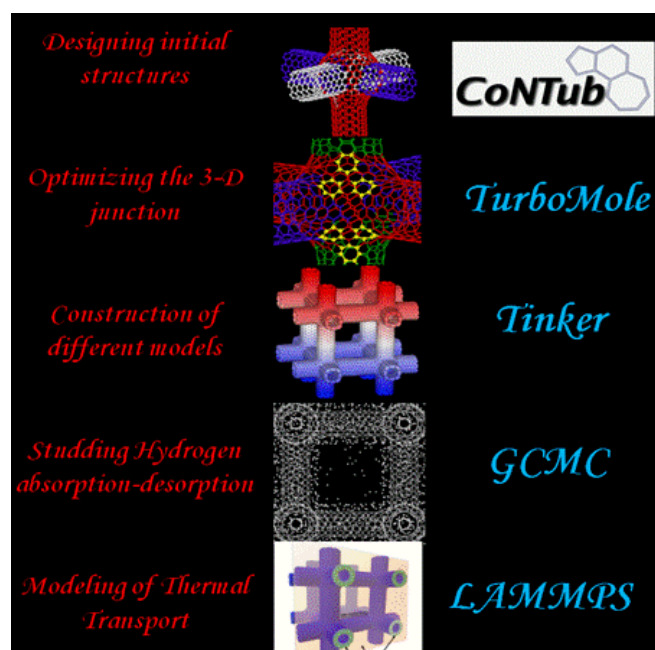 Designing initial
structures
CoNTub
Optimizing the 3-D
junction
TurboMole
Construction of
different models
Tinker
Studding Hydrogen
absorption-desorption
GCMC
Modeling of Thermal
Transport
LAMMPS